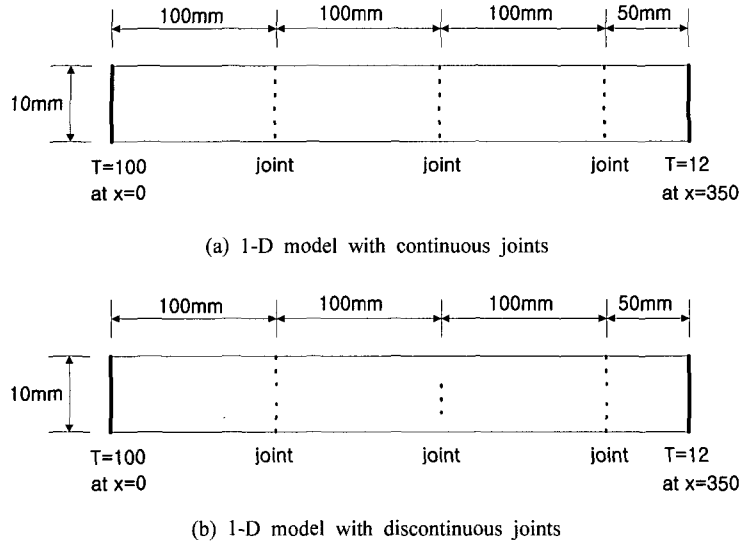 100mm 100mm 100mm 50mm
10mm
T=100 joint joint joint T=12
at x=0 at x=350
(a) 1-D model with continuous joints
100mm 100mm 100mm 50mm
10mm
T=100 joint joint joint T=12
at x=0 at x=350
(b) 1-D model with discontinuous joints